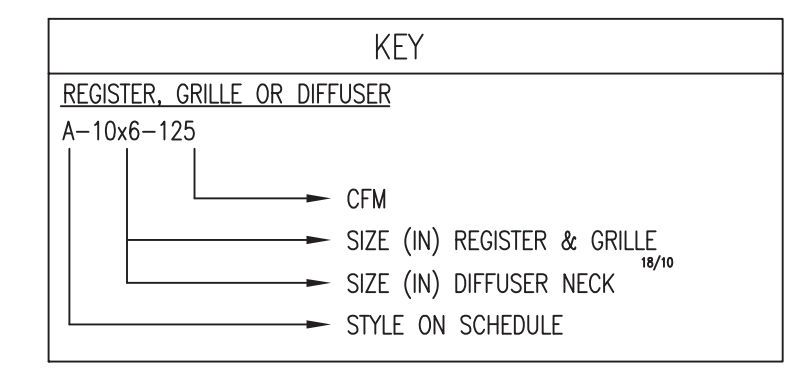 KEY
REGISTER, GRILLE OR DIFFUSER
A-10x6-125
CFM
SIZE (IN) REGISTER & GRILLE
18/10
SIZE (IN) DIFFUSER NECK
STYLE ON SCHEDULE